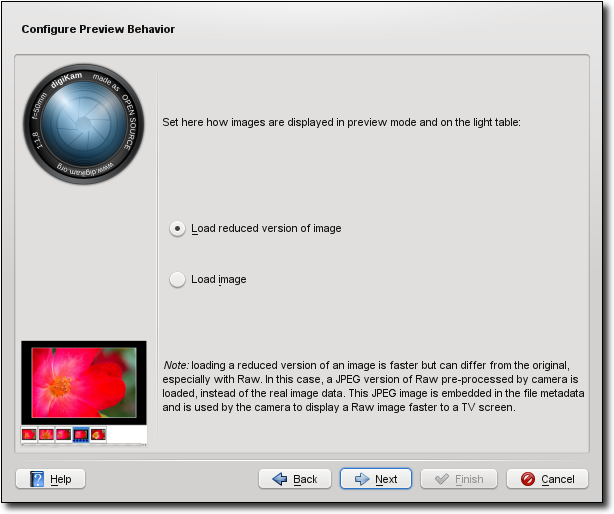 Configure Preview Behavior
digiKam made as OPEN SOURCE
f=50mm
1:1.8
www.digikam.org
Set here how images are displayed in preview mode and on the light table:
Load reduced version of image
Load image
Note: loading a reduced version of an image is faster but can differ from the original,
especially with Raw. In this case, a JPEG version of Raw pre-processed by camera is
loaded, instead of the real image data. This JPEG image is embedded in the file metadata
and is used by the camera to display a Raw image faster to a TV screen.
Help
Back
Next
Finish
Cancel